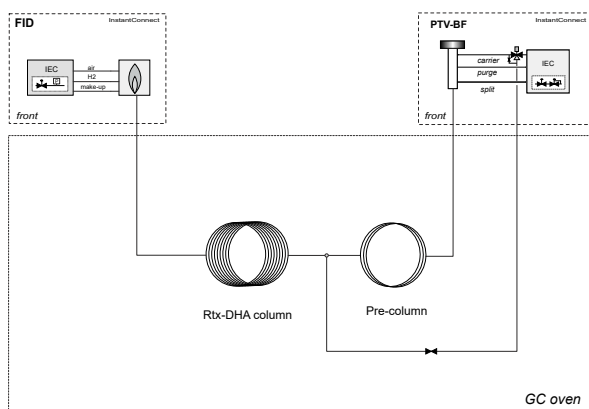 FID
InstantConnect
IEC
air
H2
make-up
front
PTV-BF
InstantConnect
carrier
purge
split
IEC
front
Rtx-DHA column
Pre-column
GC oven